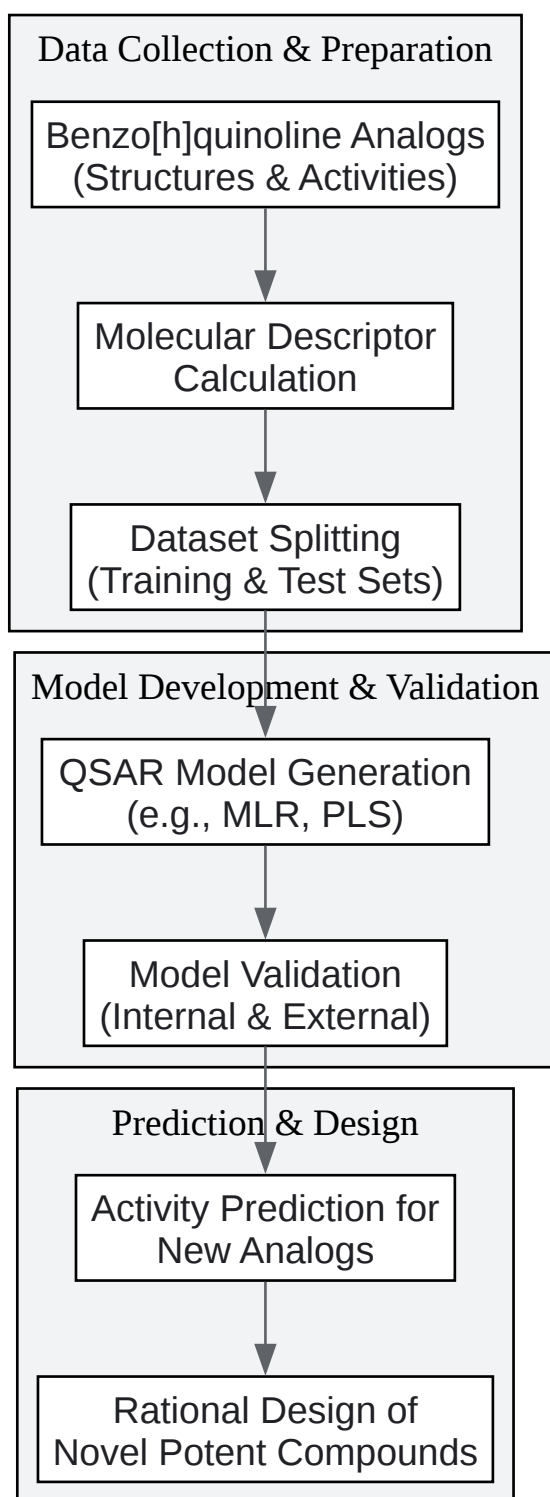 Data Collection & Preparation
Benzo[h]quinoline Analogs
(Structures & Activities)
Molecular Descriptor
Calculation
Dataset Splitting
(Training & Test Sets)
Model Development & Validation
QSAR Model Generation
(e.g., MLR, PLS)
Model Validation
(Internal & External)
Prediction & Design
Activity Prediction for
New Analogs
Rational Design of
Novel Potent Compounds